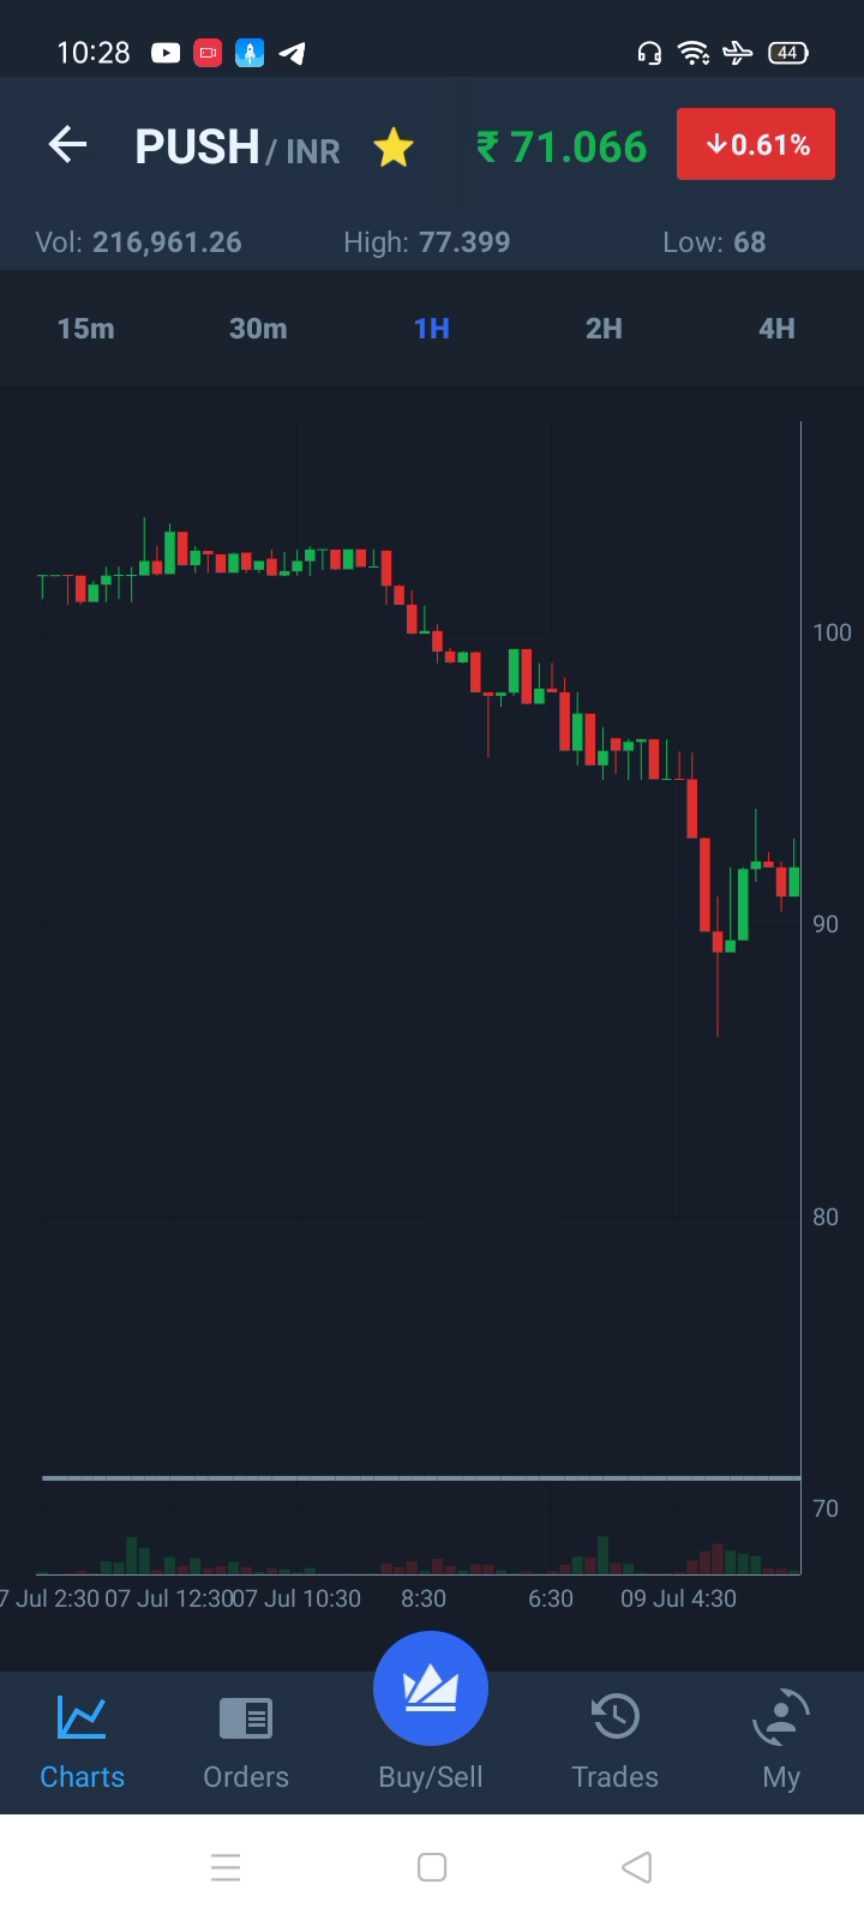 10:28 44
PUSH / INR ₹ 71.066 ↓0.61%
Vol: 216,961.26 High: 77.399 Low: 68
15m 30m 1H 2H 4H
100
90
80
70
7 Jul 2:30 07 Jul 12:30 07 Jul 10:30 8:30 6:30 09 Jul 4:30
Charts Orders Buy/Sell Trades My